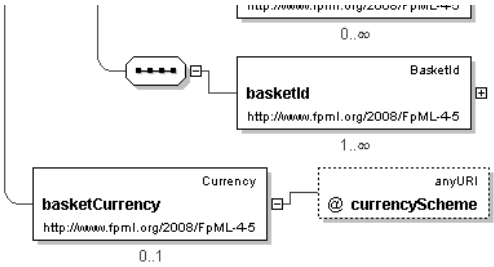 http://www.fpml.org/2008/FpML-4-5
0..∞
BasketId
basketId
http://www.fpml.org/2008/FpML-4-5
1..∞
Currency
basketCurrency
http://www.fpml.org/2008/FpML-4-5
0..1
anyURI
@ currencyScheme